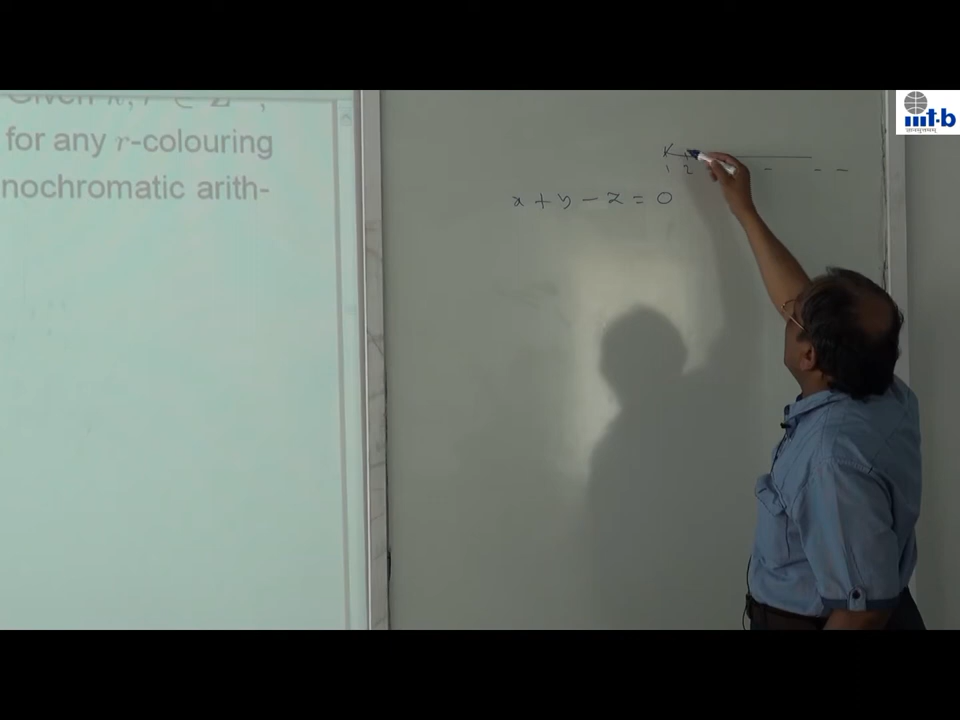 for any r-colouring
nochromatic arith-
1 2 - - -
x + y - z = 0
iiit-b